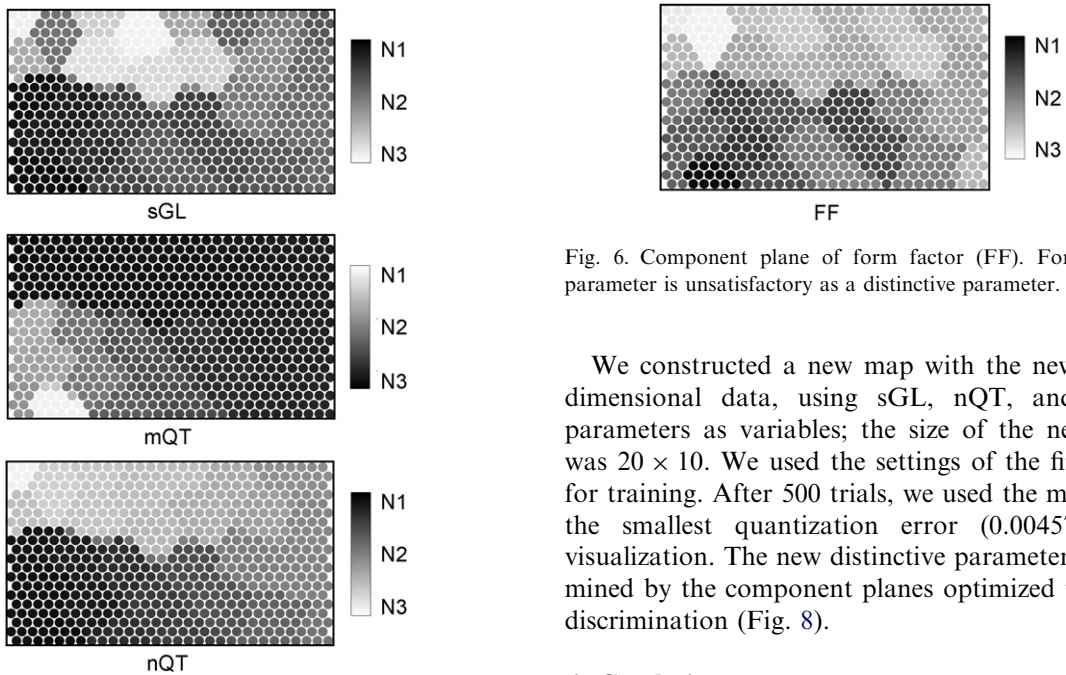 N1
N2
N3
sGL
N1
N2
N3
mQT
N1
N2
N3
nQT
N1
N2
N3
FF
Fig. 6. Component plane of form factor (FF). For
parameter is unsatisfactory as a distinctive parameter.
We constructed a new map with the new
dimensional data, using sGL, nQT, and
parameters as variables; the size of the ne
was 20 × 10. We used the settings of the fi
for training. After 500 trials, we used the m
the smallest quantization error (0.0045
visualization. The new distinctive parameter
mined by the component planes optimized
discrimination (Fig. 8).